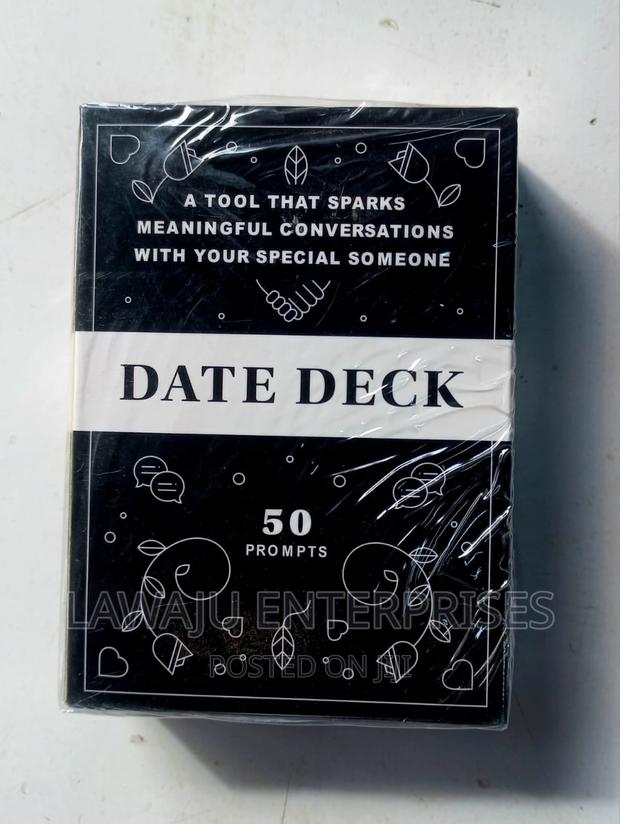 A TOOL THAT SPARKS
MEANINGFUL CONVERSATIONS
WITH YOUR SPECIAL SOMEONE
DATE DECK
50
PROMPTS
LAWAJU ENTERPRISES
POSTED ON JIJI